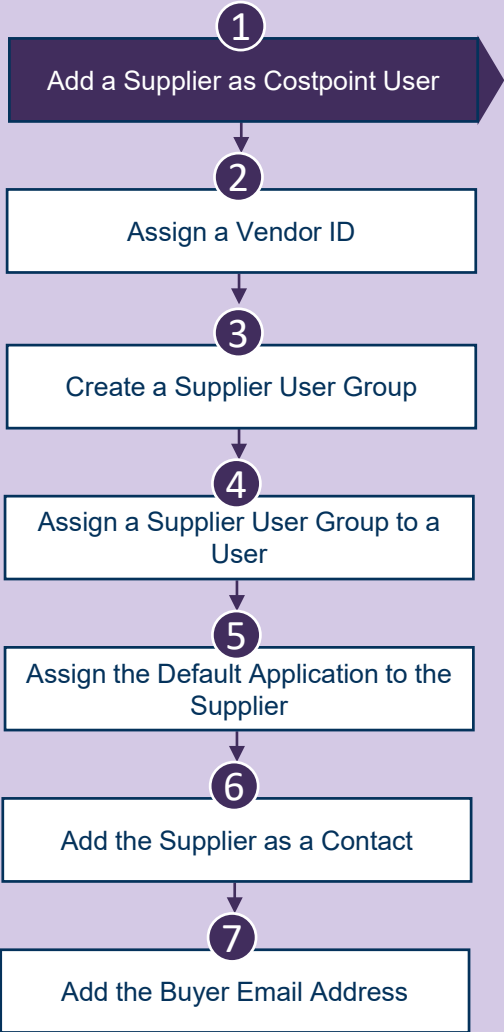 1
Add a Supplier as Costpoint User
2
Assign a Vendor ID
3
Create a Supplier User Group
4
Assign a Supplier User Group to a
User
5
Assign the Default Application to the
Supplier
6
Add the Supplier as a Contact
7
Add the Buyer Email Address